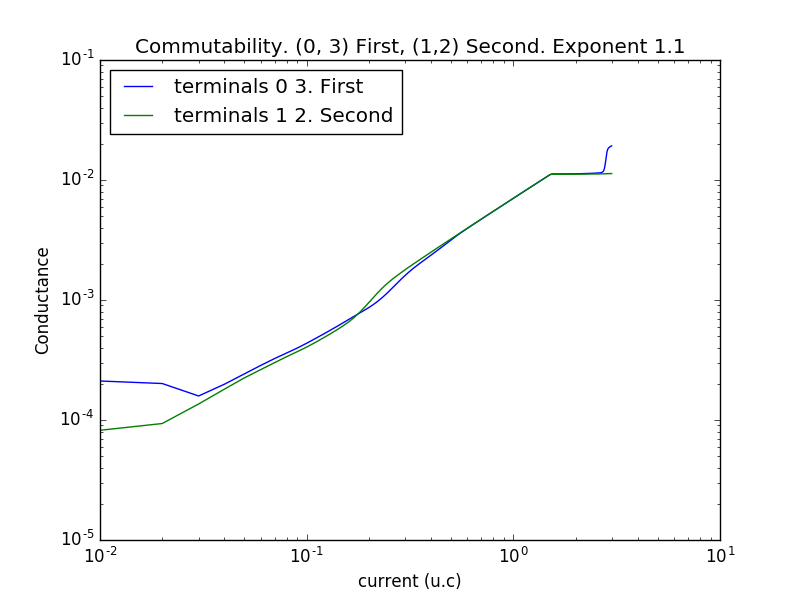 Commutability. (0, 3) First, (1,2) Second. Exponent 1.1
10^-1
terminals 0 3. First
terminals 1 2. Second
10^-2
10^-3
10^-4
10^-5
Conductance
10^-2 10^-1 10^0 10^1
current (u.c)